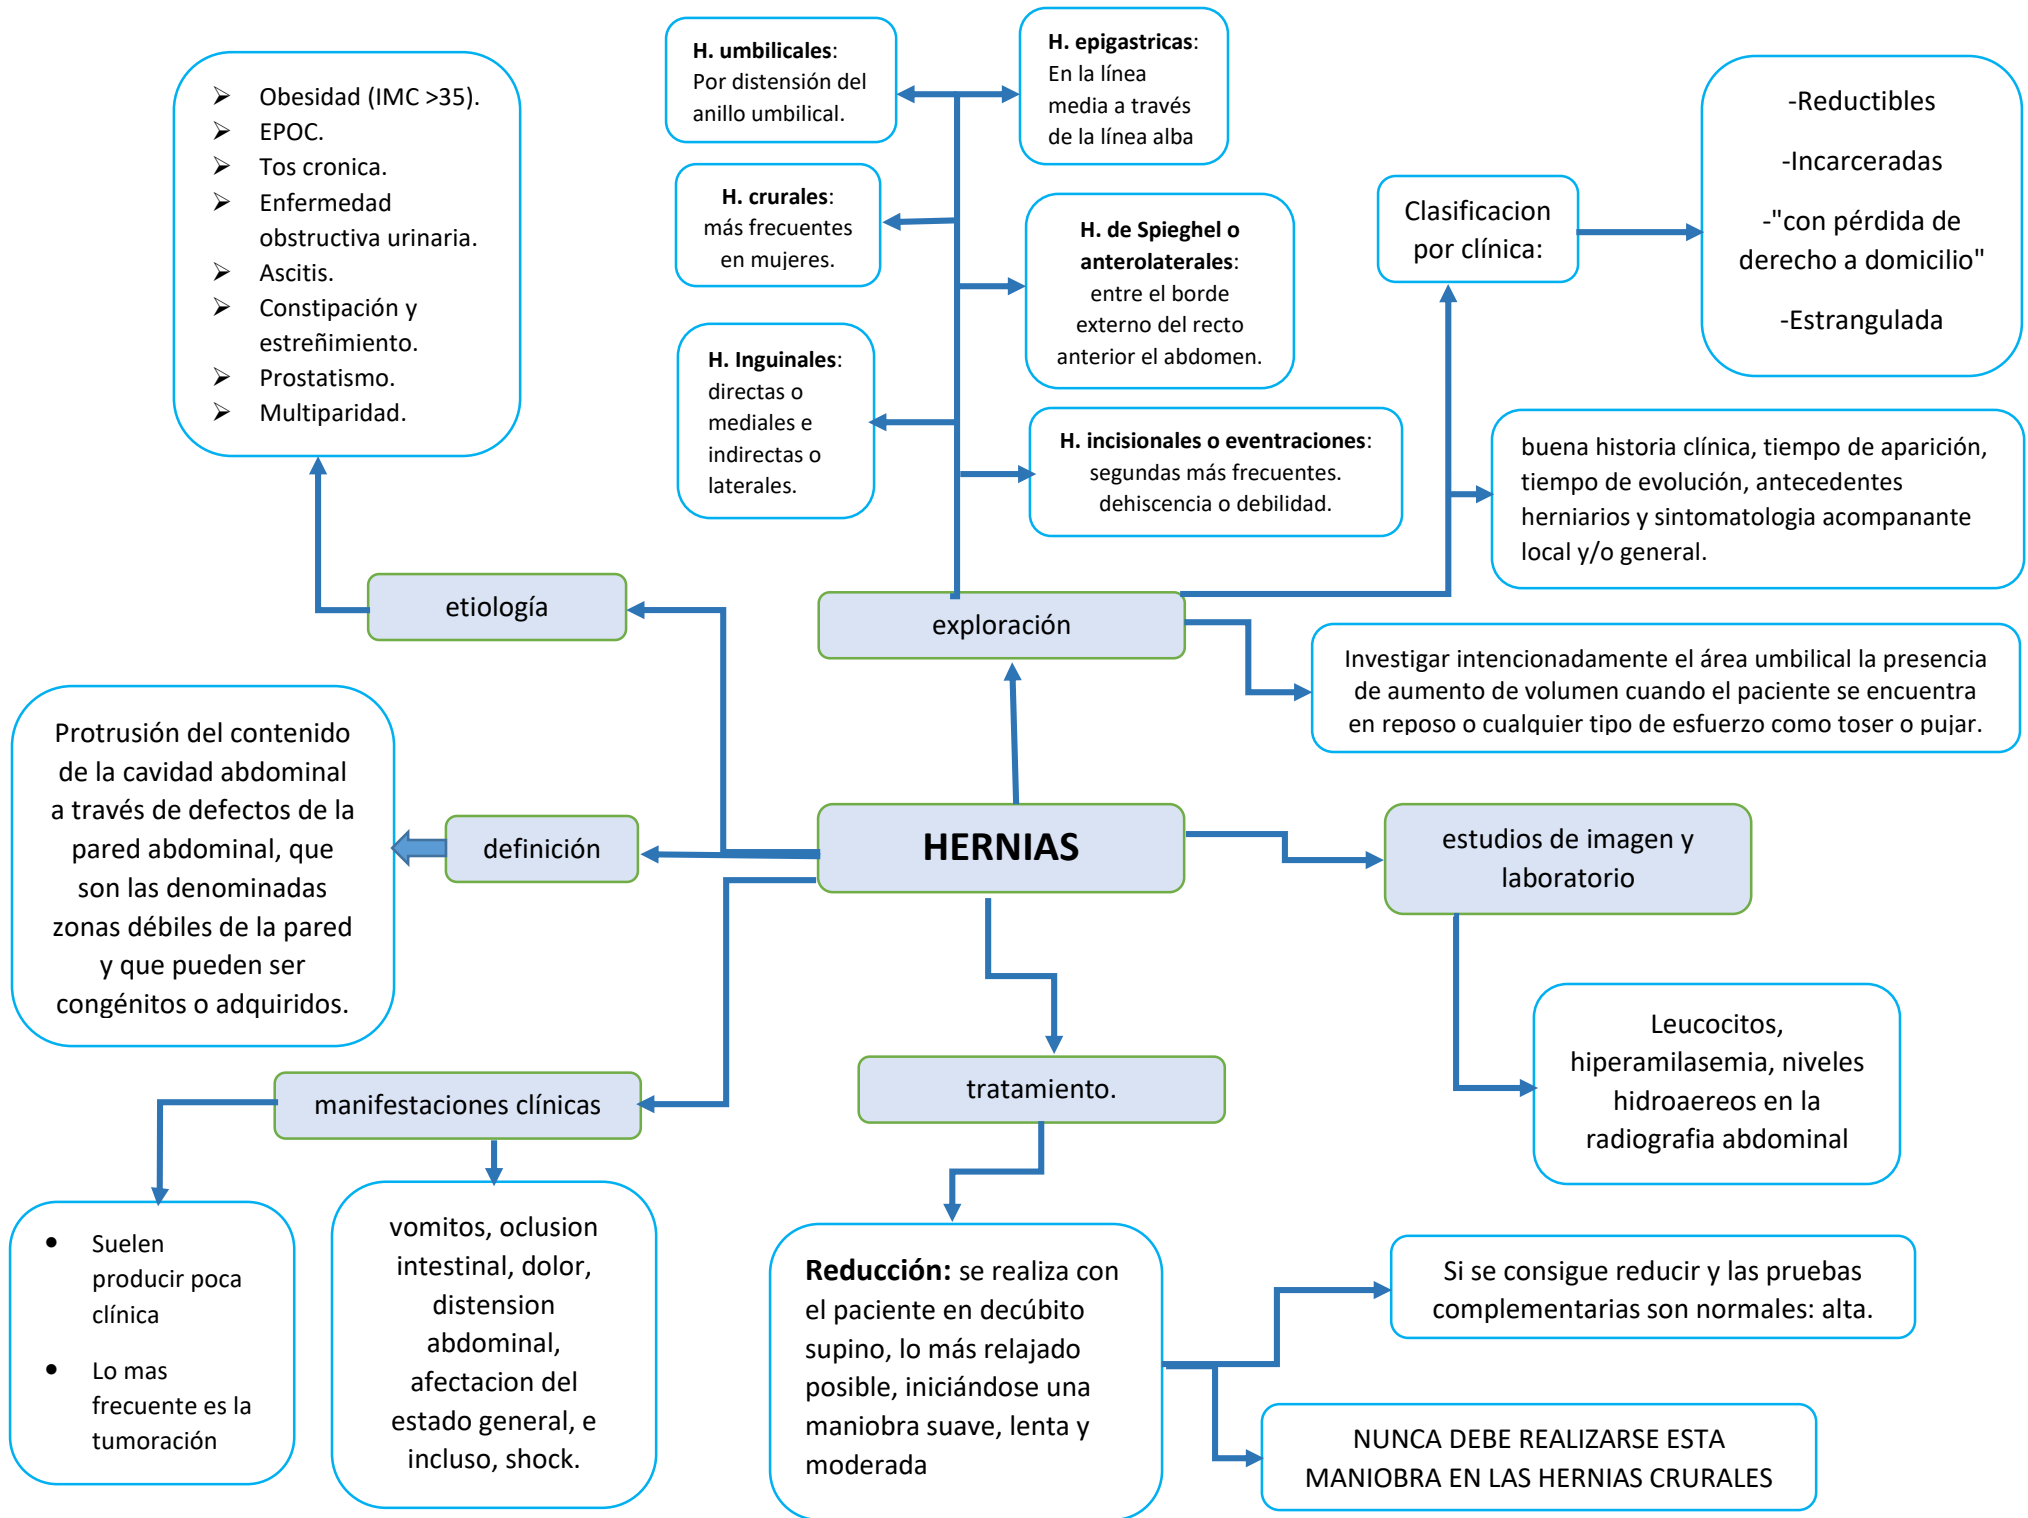 H. umbilicales:
Por distensión del
anillo umbilical.
H. epigastricas:
En la línea
media a través
de la línea alba
➤ Obesidad (IMC >35).
➤ EPOC.
➤ Tos cronica.
➤ Enfermedad
obstructiva urinaria.
➤ Ascitis.
➤ Constipación y
estreñimiento.
➤ Prostatismo.
➤ Multiparidad.
-Reductibles
-Incarceradas
-"con pérdida de
derecho a domicilio"
-Estrangulada
H. crurales:
más frecuentes
en mujeres.
H. de Spieghel o
anterolaterales:
entre el borde
externo del recto
anterior el abdomen.
Clasificacion
por clínica:
H. Inguinales:
directas o
mediales e
indirectas o
laterales.
H. incisionales o eventraciones:
segundas más frecuentes.
dehiscencia o debilidad.
buena historia clínica, tiempo de aparición,
tiempo de evolución, antecedentes
herniarios y sintomatologia acompanante
local y/o general.
etiología
exploración
Investigar intencionadamente el área umbilical la presencia
de aumento de volumen cuando el paciente se encuentra
en reposo o cualquier tipo de esfuerzo como toser o pujar.
Protrusión del contenido
de la cavidad abdominal
a través de defectos de la
pared abdominal, que
son las denominadas
zonas débiles de la pared
y que pueden ser
congénitos o adquiridos.
definición
HERNIAS
estudios de imagen y
laboratorio
Leucocitos,
hiperamilasemia, niveles
hidroaereos en la
radiografia abdominal
manifestaciones clínicas
tratamiento.
• Suelen
producir poca
clínica
• Lo mas
frecuente es la
tumoración
vomitos, oclusion
intestinal, dolor,
distension
abdominal,
afectacion del
estado general, e
incluso, shock.
Reducción: se realiza con
el paciente en decúbito
supino, lo más relajado
posible, iniciándose una
maniobra suave, lenta y
moderada
Si se consigue reducir y las pruebas
complementarias son normales: alta.
NUNCA DEBE REALIZARSE ESTA
MANIOBRA EN LAS HERNIAS CRURALES